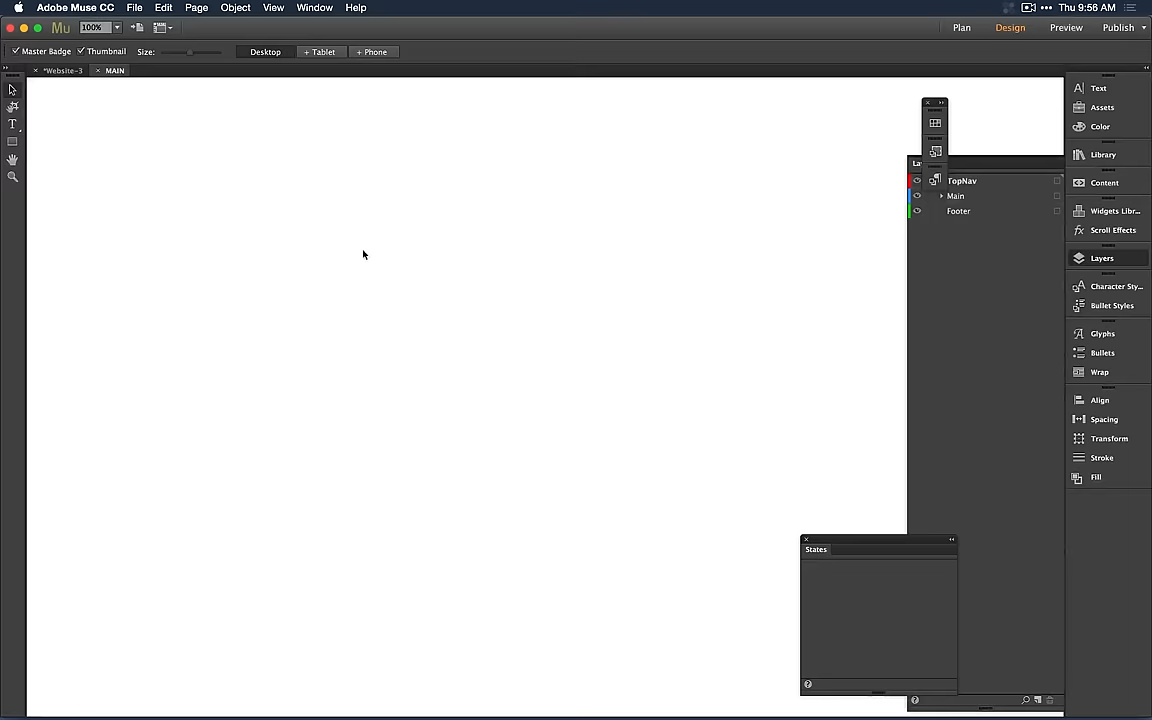 Adobe Muse CC File Edit Page Object View Window Help Thu 9:56 AM
Mu 100% Plan Design Preview Publish
Master Badge Thumbnail Size: Desktop + Tablet + Phone
*Website-3 MAIN
Text
Assets
Color
Library
Content
Widgets Libr...
Scroll Effects
Layers
Character Sty...
Bullet Styles
Glyphs
Bullets
Wrap
Align
Spacing
Transform
Stroke
Fill
La
TopNav
Main
Footer
States